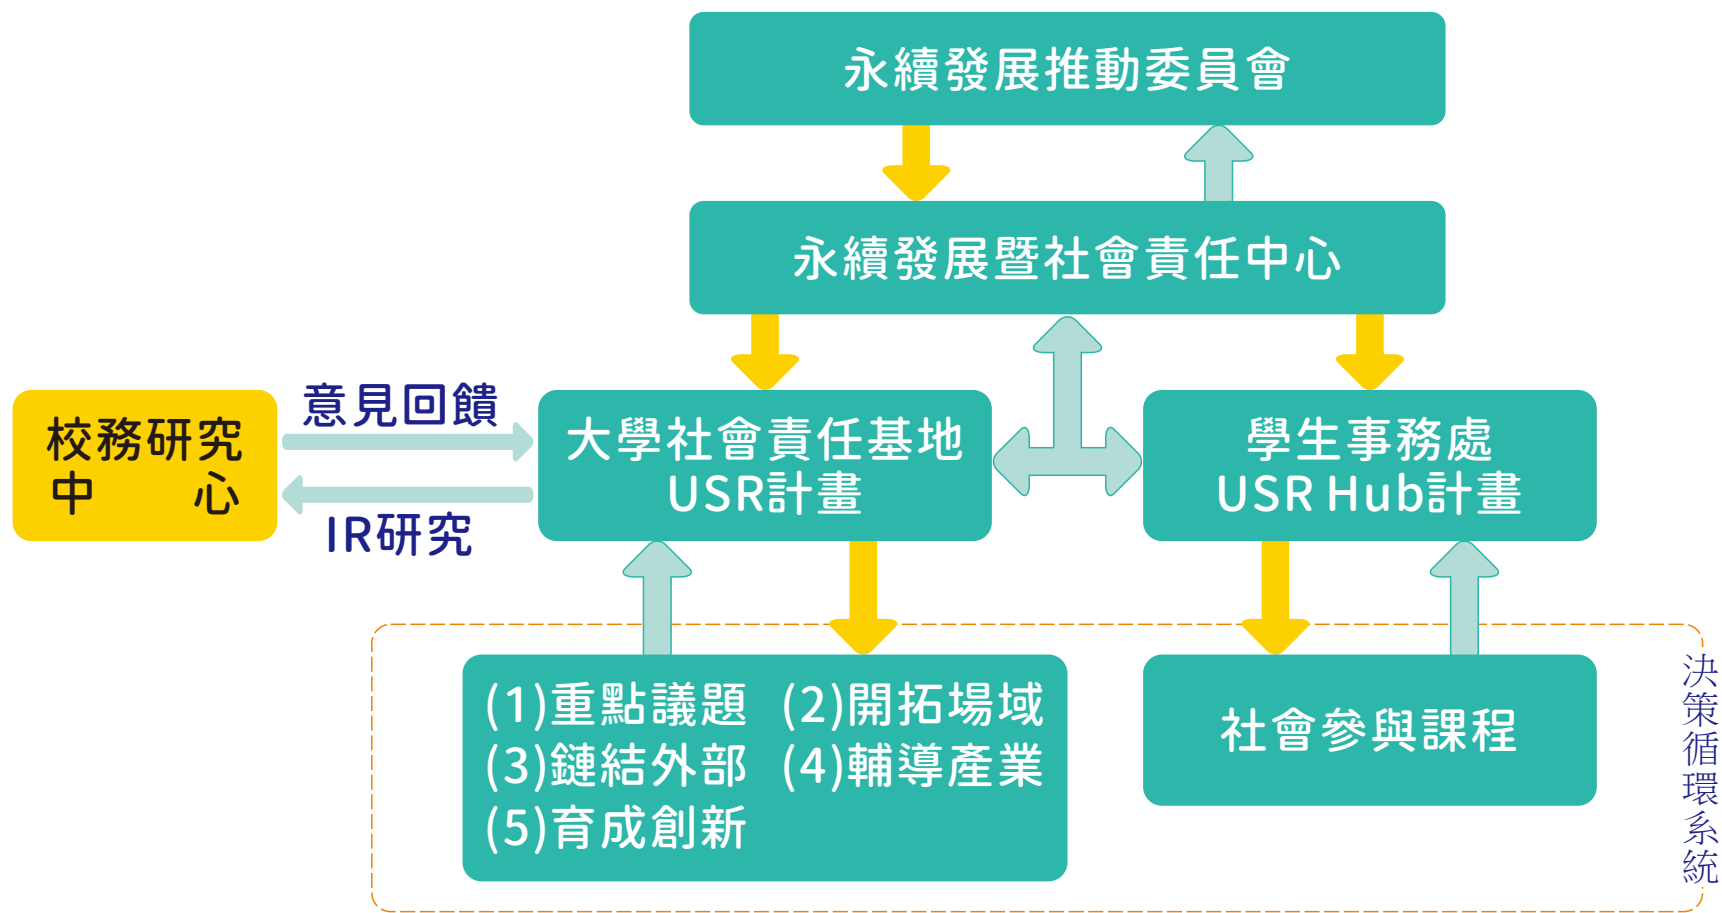 永續發展推動委員會
永續發展暨社會責任中心
校務研究
中 心
意見回饋
IR研究
大學社會責任基地
USR計畫
學生事務處
USR Hub計畫
(1)重點議題 (2)開拓場域
(3)鏈結外部 (4)輔導產業
(5)育成創新
社會參與課程
決策循環系統